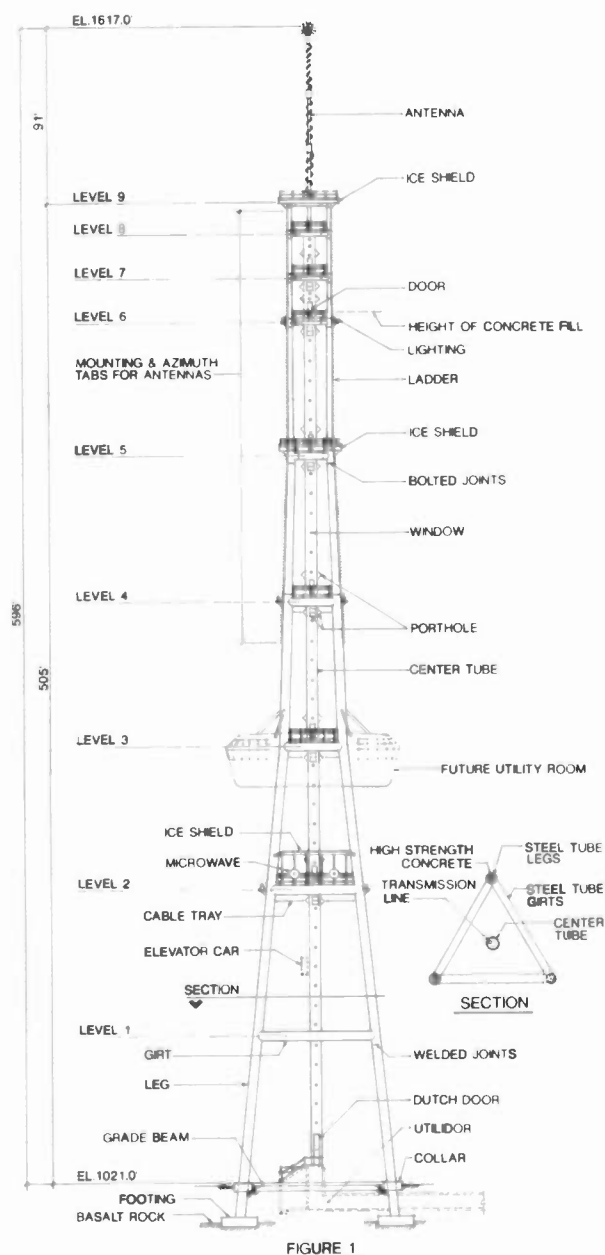 EL.1617.0'
91'
ANTENNA
ICE SHIELD
LEVEL 9
LEVEL 8
LEVEL 7
DOOR
LEVEL 6
HEIGHT OF CONCRETE FILL
LIGHTING
MOUNTING & AZIMUTH
TABS FOR ANTENNAS
LADDER
ICE SHIELD
LEVEL 5
BOLTED JOINTS
WINDOW
LEVEL 4
596'
505'
PORTHOLE
CENTER TUBE
LEVEL 3
FUTURE UTILITY ROOM
ICE SHIELD
MICROWAVE
LEVEL 2
CABLE TRAY
ELEVATOR CAR
SECTION
HIGH STRENGTH
CONCRETE
STEEL TUBE
LEGS
TRANSMISSION
LINE
STEEL TUBE
GIRTS
CENTER
TUBE
SECTION
LEVEL 1
GIRT
WELDED JOINTS
LEG
DUTCH DOOR
UTILIDOR
GRADE BEAM
COLLAR
EL.1021.0'
FOOTING
BASALT ROCK
FIGURE 1